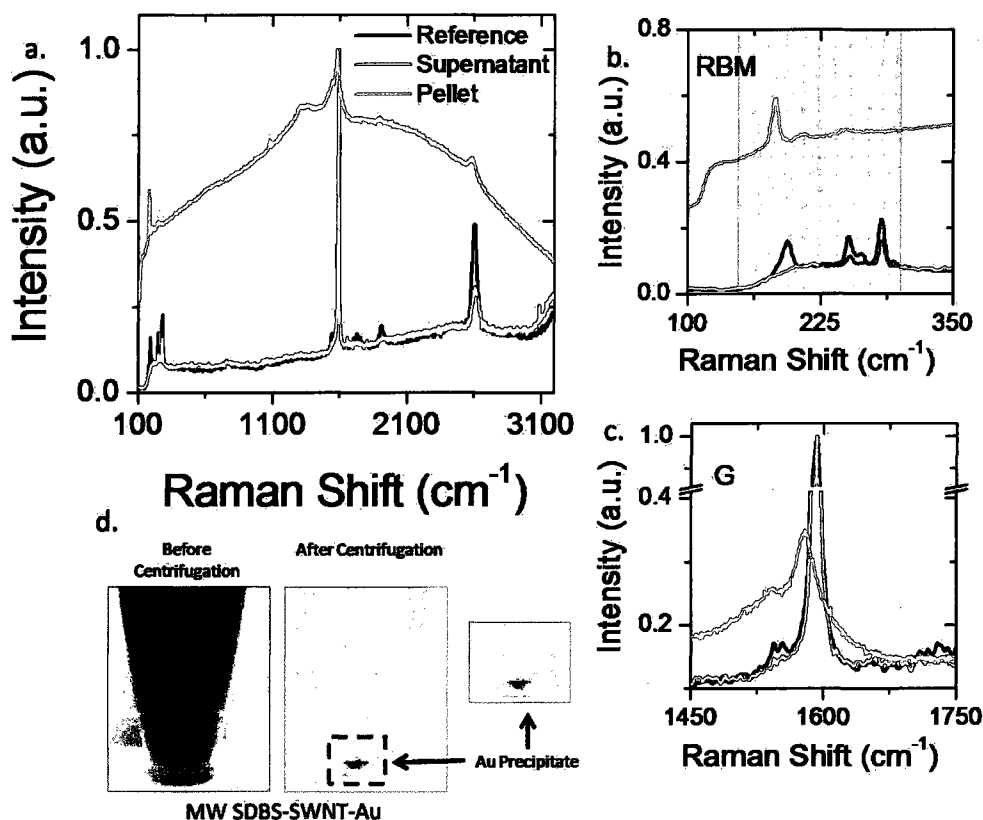 a.
Intensity (a.u.)
1.0
0.5
0.0
Reference
Supernatant
Pellet
100 1100 2100 3100
Raman Shift (cm⁻¹)
b.
RBM
Intensity (a.u.)
0.8
0.4
0.0
100 225 350
Raman Shift (cm⁻¹)
c.
G
Intensity (a.u.)
1.0
0.4
0.2
1450 1600 1750
Raman Shift (cm⁻¹)
d.
Before
Centrifugation
After Centrifugation
Au Precipitate
MW SDBS-SWNT-Au